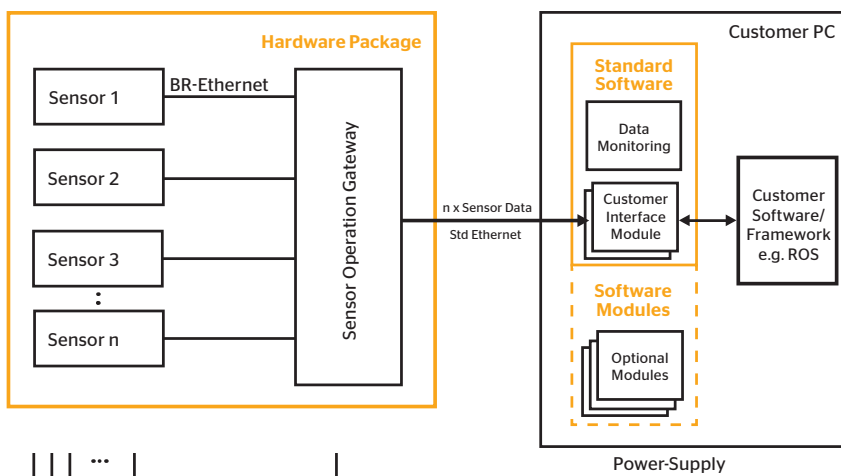 Hardware Package
Sensor 1
BR-Ethernet
Sensor 2
Sensor 3
:
Sensor n
Sensor Operation Gateway
n x Sensor Data
Std Ethernet
Customer PC
Standard
Software
Data
Monitoring
Customer
Interface
Module
Customer
Software/
Framework
e.g. ROS
Software
Modules
Optional
Modules
...
Power-Supply